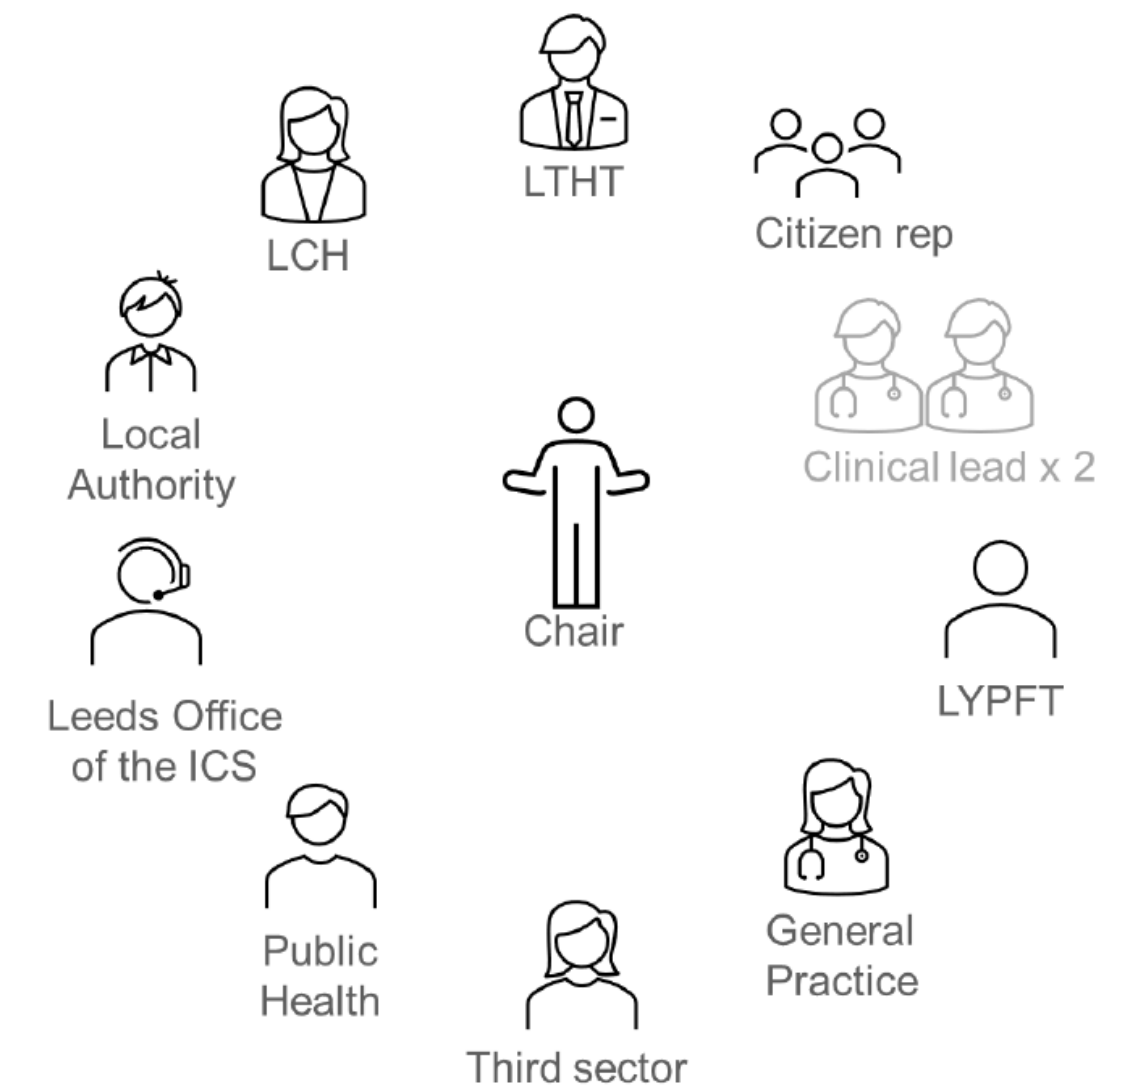 LTHT
LCH
Citizen rep
Local
Authority
Clinical lead x 2
Chair
Leeds Office
of the ICS
LYPFT
Public
Health
General
Practice
Third sector